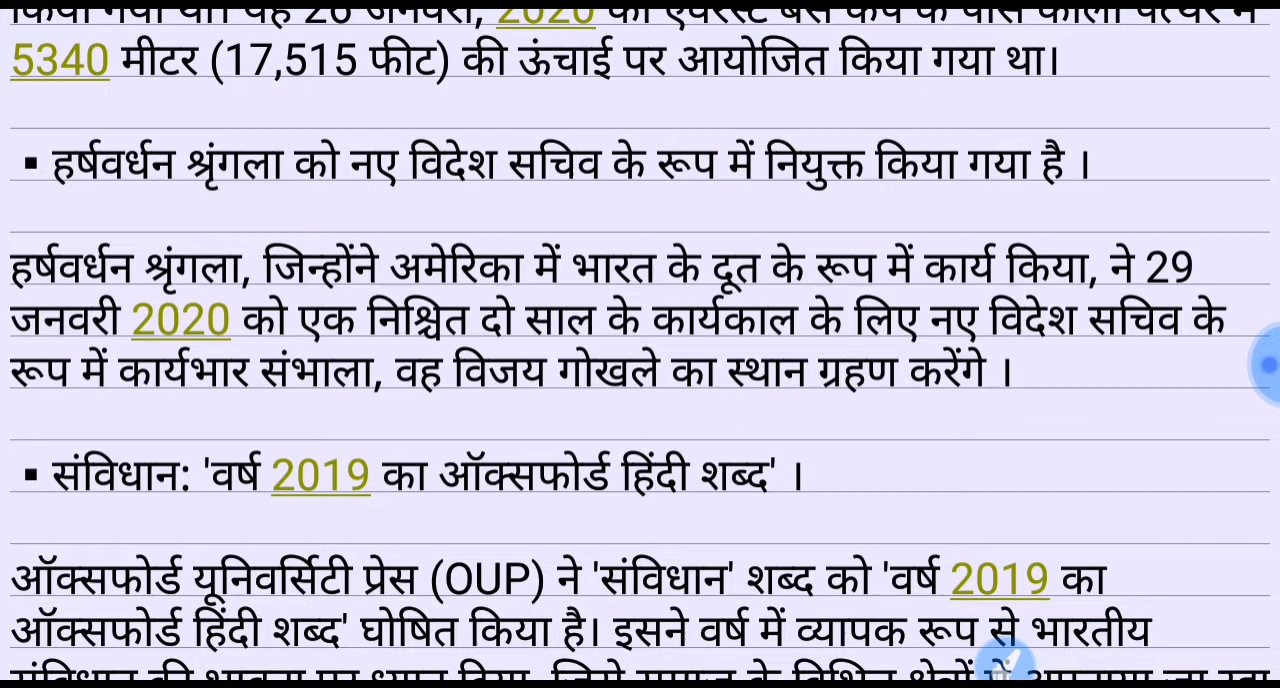 2020
5340 मीटर (17,515 फीट) की ऊंचाई पर आयोजित किया गया था।
▪ हर्षवर्धन श्रृंगला को नए विदेश सचिव के रूप में नियुक्त किया गया है ।
हर्षवर्धन श्रृंगला, जिन्होंने अमेरिका में भारत के दूत के रूप में कार्य किया, ने 29
जनवरी 2020 को एक निश्चित दो साल के कार्यकाल के लिए नए विदेश सचिव के
रूप में कार्यभार संभाला, वह विजय गोखले का स्थान ग्रहण करेंगे ।
▪ संविधान: 'वर्ष 2019 का ऑक्सफोर्ड हिंदी शब्द' ।
ऑक्सफोर्ड यूनिवर्सिटी प्रेस (OUP) ने 'संविधान' शब्द को 'वर्ष 2019 का
ऑक्सफोर्ड हिंदी शब्द' घोषित किया है। इसने वर्ष में व्यापक रूप से भारतीय